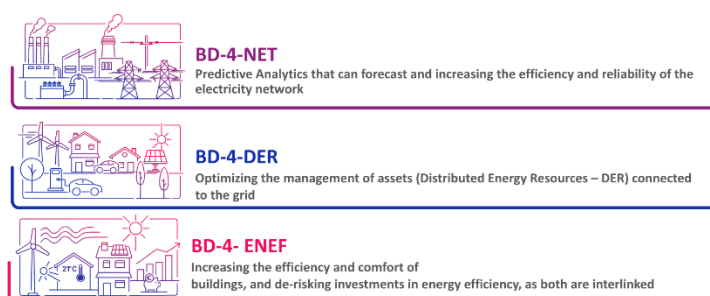 BD-4-NET
Predictive Analytics that can forecast and increasing the efficiency and reliability of the
electricity network
BD-4-DER
Optimizing the management of assets (Distributed Energy Resources – DER) connected
to the grid
BD-4- ENEF
21°C
Increasing the efficiency and comfort of
buildings, and de-risking investments in energy efficiency, as both are interlinked